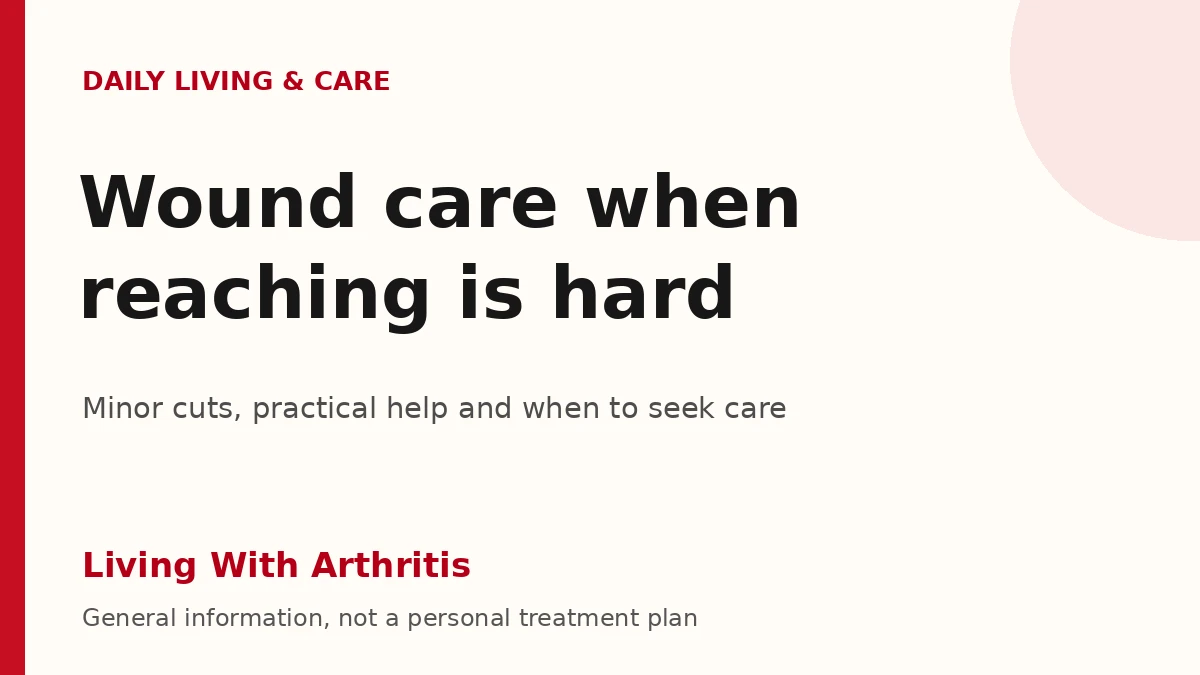 DAILY LIVING & CARE
Wound care when
reaching is hard
Minor cuts, practical help and when to seek care
Living With Arthritis
General information, not a personal treatment plan